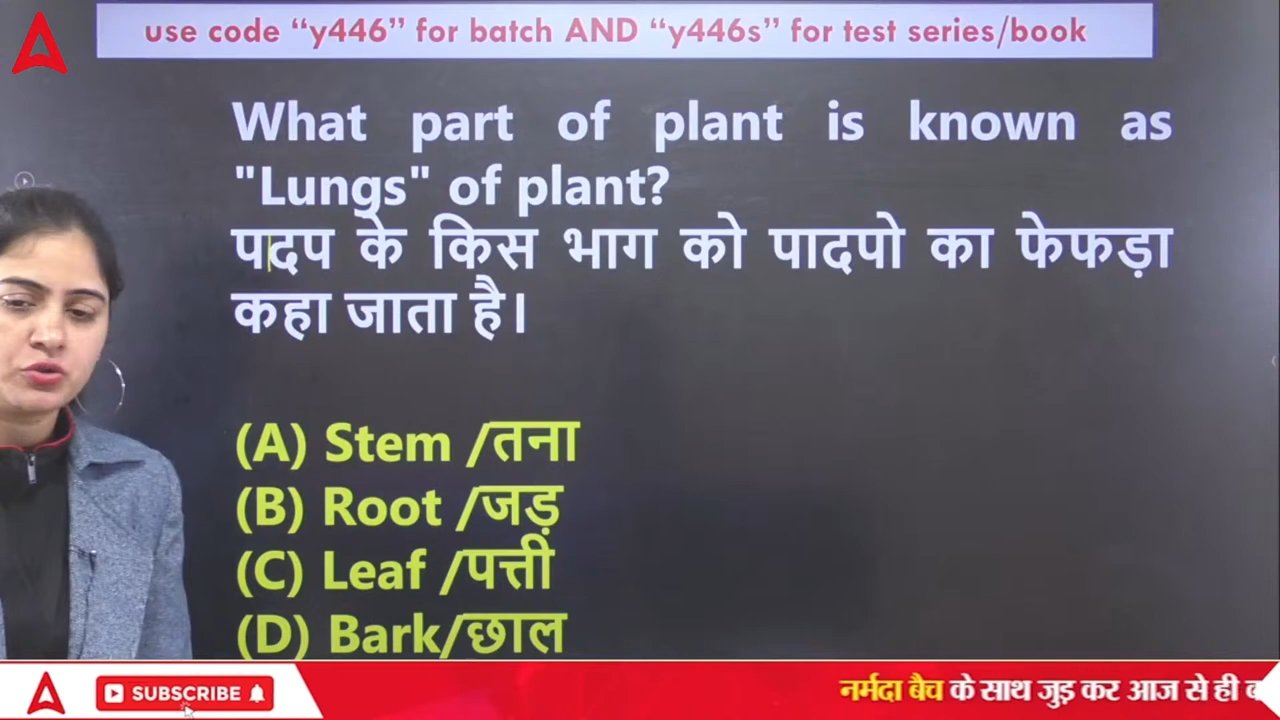 use code “y446” for batch AND “y446s” for test series/book
What part of plant is known as
"Lungs" of plant?
पदप के किस भाग को पादपो का फेफड़ा
कहा जाता है।
(A) Stem /तना
(B) Root /जड़
(C) Leaf /पत्ती
(D) Bark/छाल
SUBSCRIBE
नर्मदा बैच के साथ जुड़ कर आज से ही